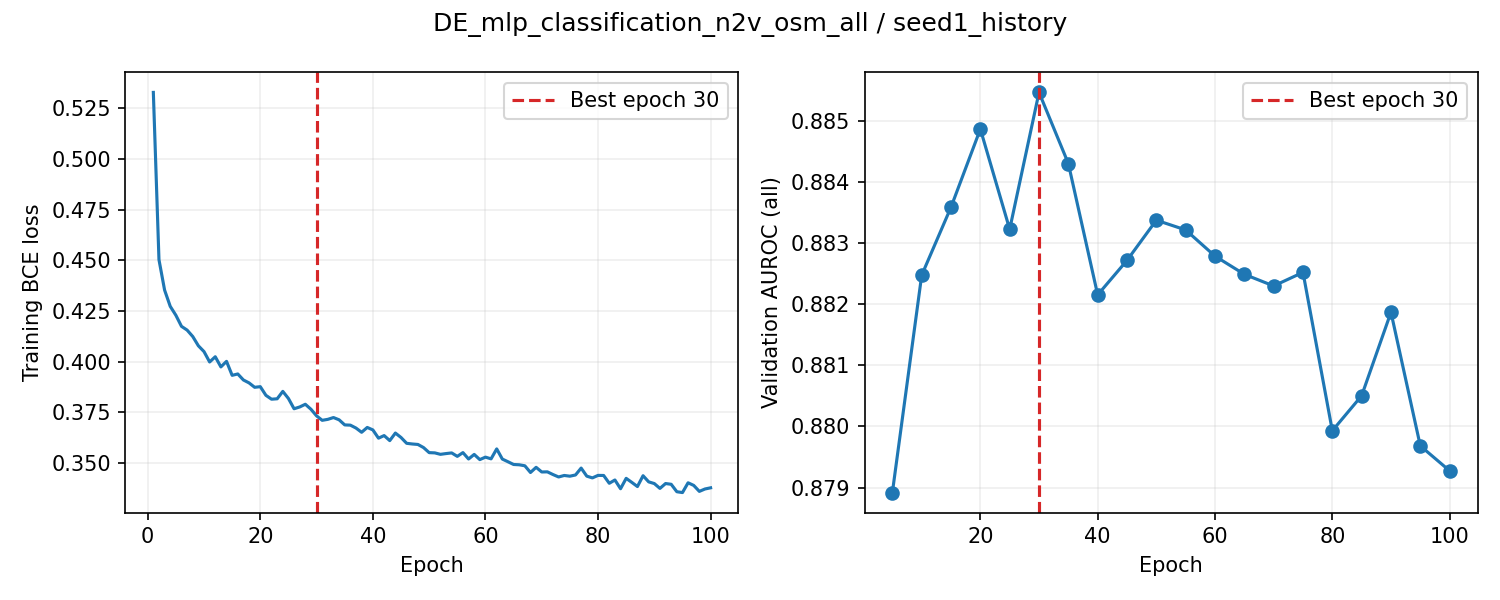 DE_mlp_classification_n2v_osm_all / seed1_history
Training BCE loss
0.525
0.500
0.475
0.450
0.425
0.400
0.375
0.350
Best epoch 30
0 20 40 60 80 100
Epoch
Validation AUROC (all)
0.885
0.884
0.883
0.882
0.881
0.880
0.879
Best epoch 30
20 40 60 80 100
Epoch